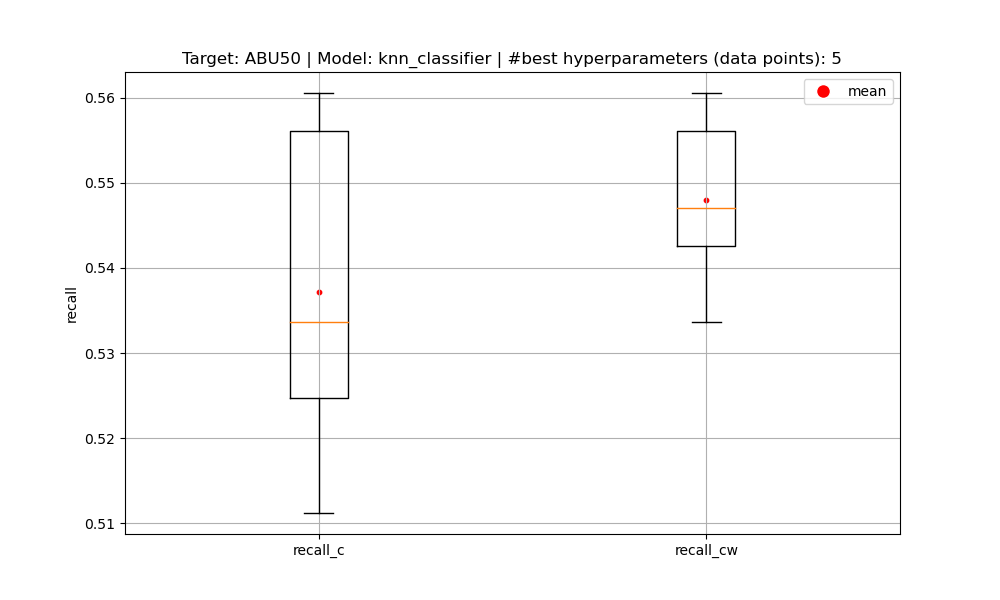 Target: ABU50 | Model: knn_classifier | #best hyperparameters (data points): 5
mean
0.56
0.55
0.54
0.53
0.52
0.51
recall
recall_c
recall_cw